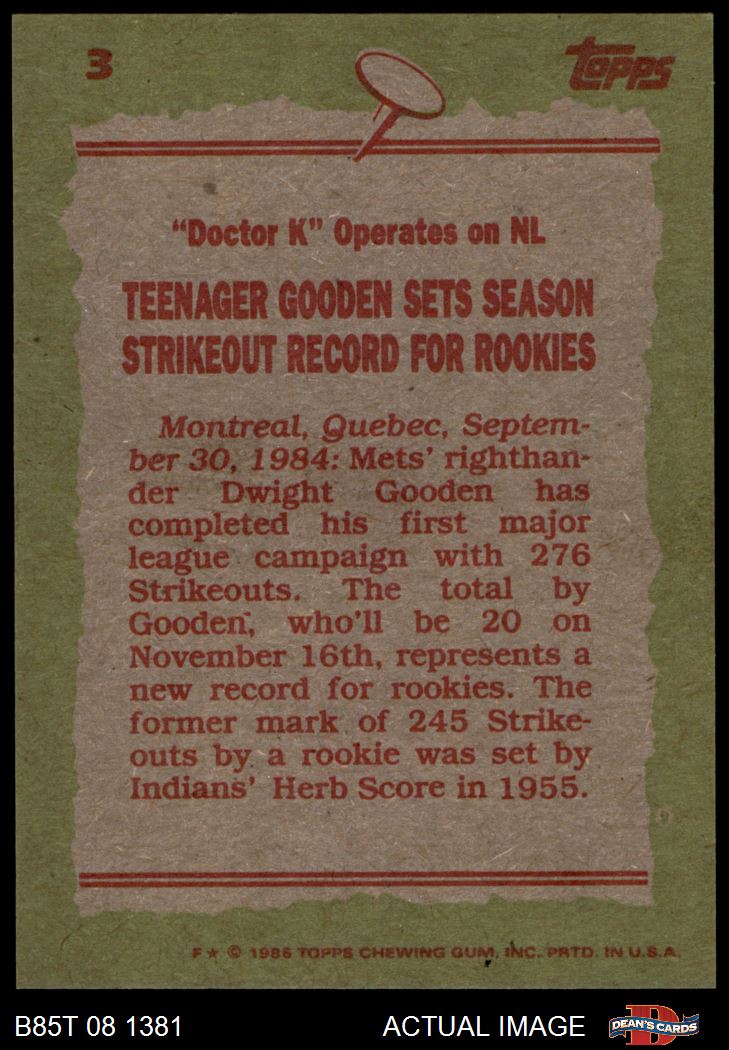 3
Topps
“Doctor K” Operates on NL
TEENAGER GOODEN SETS SEASON
STRIKEOUT RECORD FOR ROOKIES
Montreal, Quebec, Septem-
ber 30, 1984: Mets’ righthan-
der Dwight Gooden has
completed his first major
league campaign with 276
Strikeouts. The total by
Gooden, who’ll be 20 on
November 16th, represents a
new record for rookies. The
former mark of 245 Strike-
outs by a rookie was set by
Indians’ Herb Score in 1955.
F★ © 1985 TOPPS CHEWING GUM, INC. PRTD. IN U.S.A.
B85T 08 1381 ACTUAL IMAGE D DEAN'S CARDS